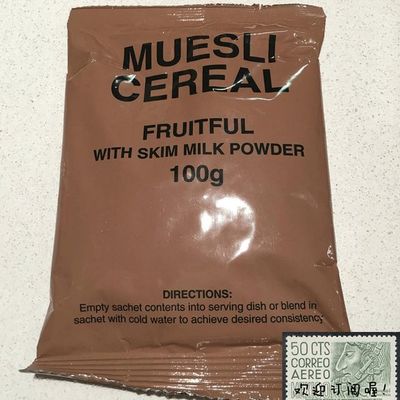 MUESLI
CEREAL
FRUITFUL
WITH SKIM MILK POWDER
100g
DIRECTIONS:
Empty sachet contents into serving dish or blend in
sachet with cold water to achieve desired consistency
50 CTS
CORREO
AEREO
欢迎订阅喔!